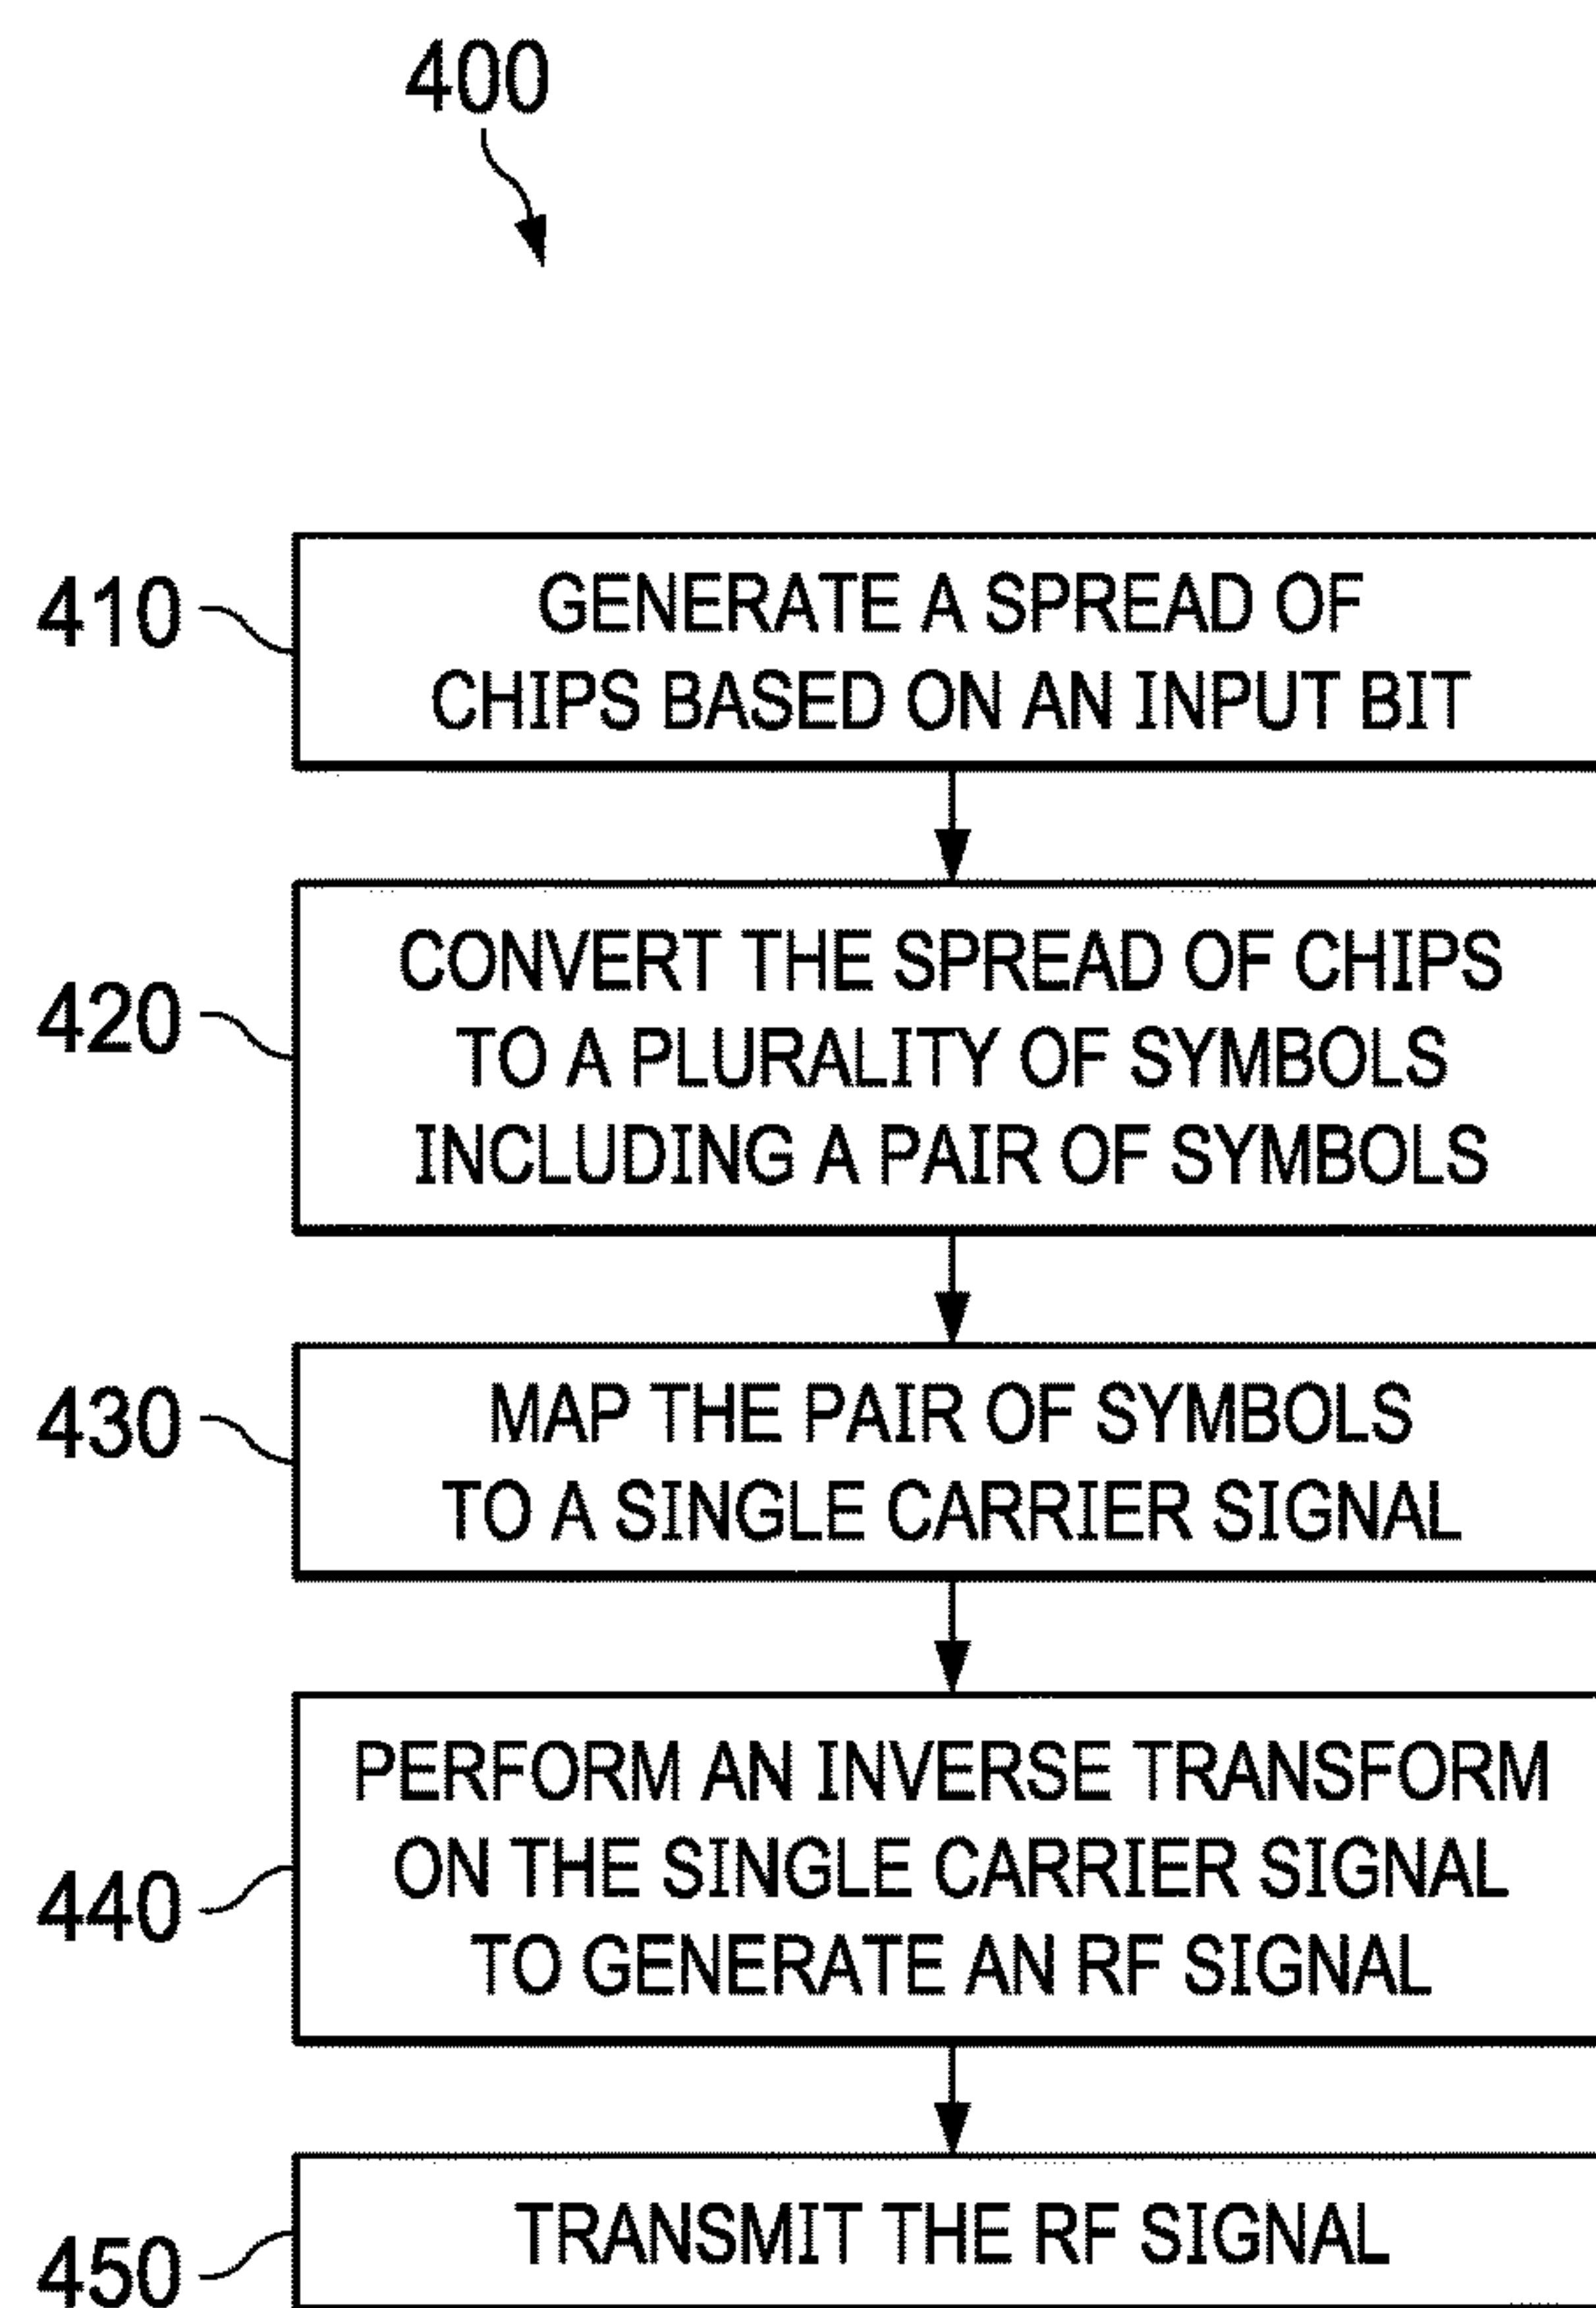 400
410
GENERATE A SPREAD OF
CHIPS BASED ON AN INPUT BIT
420
CONVERT THE SPREAD OF CHIPS
TO A PLURALITY OF SYMBOLS
INCLUDING A PAIR OF SYMBOLS
430
MAP THE PAIR OF SYMBOLS
TO A SINGLE CARRIER SIGNAL
440
PERFORM AN INVERSE TRANSFORM
ON THE SINGLE CARRIER SIGNAL
TO GENERATE AN RF SIGNAL
450
TRANSMIT THE RF SIGNAL